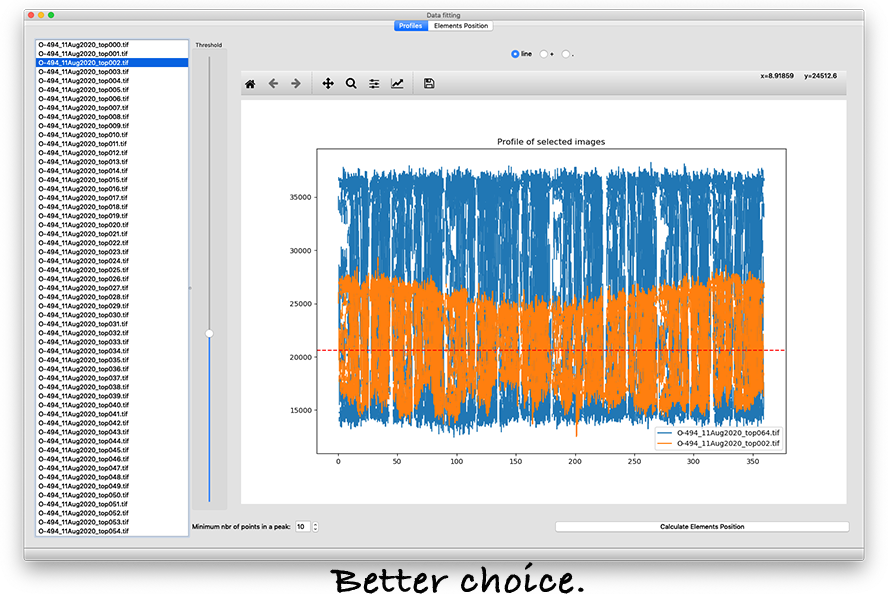 Data fitting
Profiles Elements Position
O-494_11Aug2020_top000.tif
O-494_11Aug2020_top001.tif
O-494_11Aug2020_top002.tif
O-494_11Aug2020_top003.tif
O-494_11Aug2020_top004.tif
O-494_11Aug2020_top005.tif
O-494_11Aug2020_top006.tif
O-494_11Aug2020_top007.tif
O-494_11Aug2020_top008.tif
O-494_11Aug2020_top009.tif
O-494_11Aug2020_top010.tif
O-494_11Aug2020_top011.tif
O-494_11Aug2020_top012.tif
O-494_11Aug2020_top013.tif
O-494_11Aug2020_top014.tif
O-494_11Aug2020_top015.tif
O-494_11Aug2020_top016.tif
O-494_11Aug2020_top017.tif
O-494_11Aug2020_top018.tif
O-494_11Aug2020_top019.tif
O-494_11Aug2020_top020.tif
O-494_11Aug2020_top021.tif
O-494_11Aug2020_top022.tif
O-494_11Aug2020_top023.tif
O-494_11Aug2020_top024.tif
O-494_11Aug2020_top025.tif
O-494_11Aug2020_top026.tif
O-494_11Aug2020_top027.tif
O-494_11Aug2020_top028.tif
O-494_11Aug2020_top029.tif
O-494_11Aug2020_top030.tif
O-494_11Aug2020_top031.tif
O-494_11Aug2020_top032.tif
O-494_11Aug2020_top033.tif
O-494_11Aug2020_top034.tif
O-494_11Aug2020_top035.tif
O-494_11Aug2020_top036.tif
O-494_11Aug2020_top037.tif
O-494_11Aug2020_top038.tif
O-494_11Aug2020_top039.tif
O-494_11Aug2020_top040.tif
O-494_11Aug2020_top041.tif
O-494_11Aug2020_top042.tif
O-494_11Aug2020_top043.tif
O-494_11Aug2020_top044.tif
O-494_11Aug2020_top045.tif
O-494_11Aug2020_top046.tif
O-494_11Aug2020_top047.tif
O-494_11Aug2020_top048.tif
O-494_11Aug2020_top049.tif
O-494_11Aug2020_top050.tif
O-494_11Aug2020_top051.tif
O-494_11Aug2020_top052.tif
O-494_11Aug2020_top053.tif
O-494_11Aug2020_top054.tif
Threshold
line + .
x=8.91859 y=24512.6
Profile of selected images
35000
30000
25000
20000
15000
0 50 100 150 200 250 300 350
O-494_11Aug2020_top064.tif
O-494_11Aug2020_top002.tif
Minimum nbr of points in a peak: 10
Calculate Elements Position
Better choice.